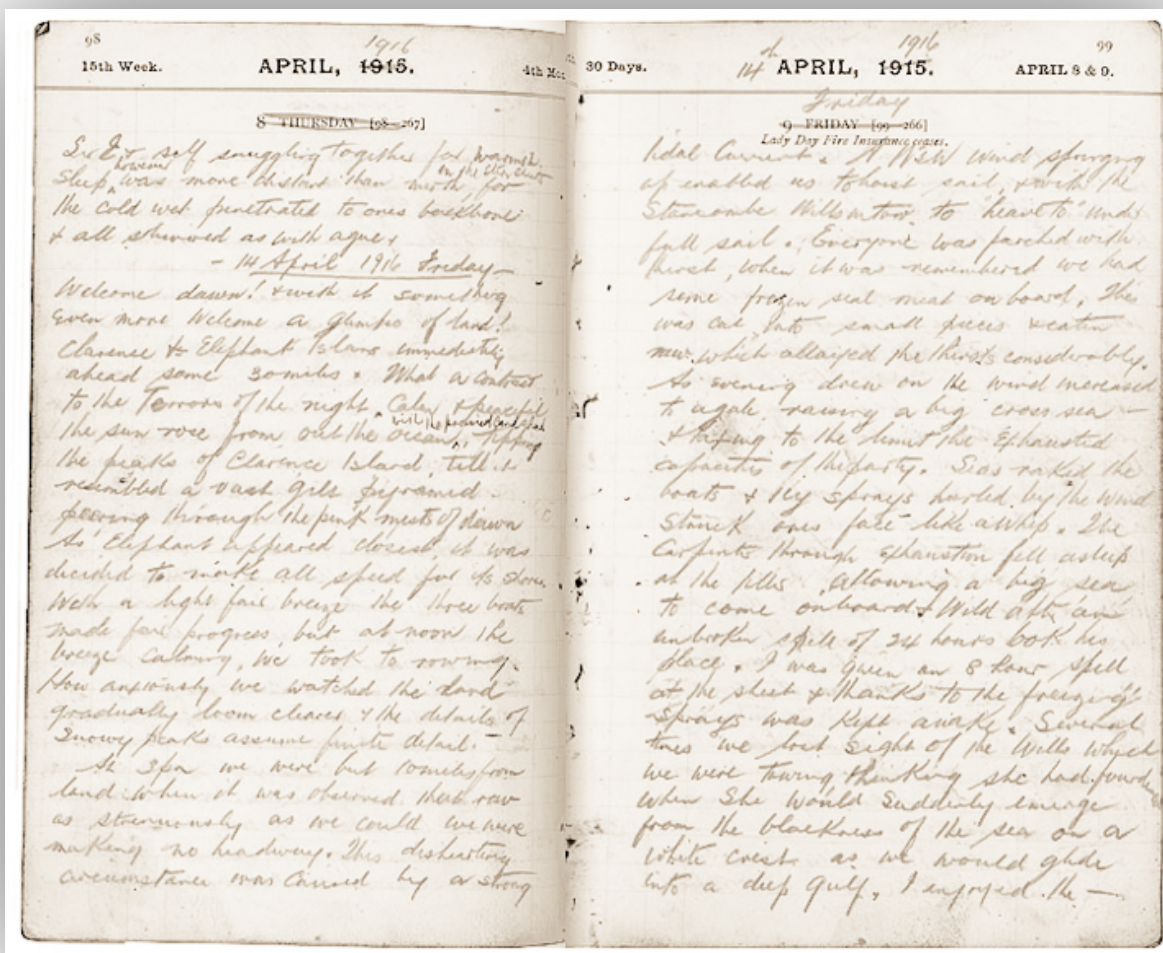 98
1916
15th Week. APRIL, 1915. 4th Mo
8 THURSDAY [98-267]
Sir E & self snuggling together for warmth
in the
Sleep, however was more distant than mirth, for
the cold wet penetrated to ones backbone
& all shivered as with ague.
- 14 April 1916 Friday -
Welcome dawn! & with it something
Even more Welcome a glimpse of land!
Clarence & Elephant Islans immediately
ahead some 30 miles. What a contrast
to the Terrors of the night. Calm & peaceful
with the
the sun rose from out the ocean, tipping
the peaks of Clarence Island, till it
resembled a vast gilt pyramid
peering through the pink mists of dawn
As Elephant appeared closest, it was
decided to make all speed for its shore.
With a light fair breeze the three boats
made fair progress, but at noon the
breeze calming, we took to rowing.
How anxiously we watched the land
gradually loom clearer & the details of
Snowy peaks assume finite detail. -
At 3pm we were but 10 miles from
land when it was observed that row
as strenuously as we could we were
making no headway. This disheartening
circumstance was caused by a strong
99
1916
30 Days. 14 of APRIL, 1915. APRIL 8 & 9.
Friday
9 FRIDAY [99-266]
Lady Day Fire Insurance ceases.
tidal Current. A WSW wind springing
up enabled us to hoist sail, & with the
Stancombe Wills in tow to "heave to" under
full sail. Everyone was parched with
thirst, when it was remembered we had
some frozen seal meat on board. This
was cut into small pieces & eaten
raw which allayed the thirsts considerably.
As evening drew on the wind increased
to a gale raising a big cross sea -
& taxing to the limit the Exhausted
capacities of the party. Seas raked the
boats & Icy Sprays hurled by the wind
Struck ones face like a whip. The
Carpenter through Exhaustion fell asleep
at the tiller allowing a big sea
to come onboard & Wild after an
unbroken spell of 24 hours took his
place. I was given an 8 hour spell
at the sheet & thanks to the freezing
Sprays was kept awake. Several
times we lost sight of the Wills which
we were towing thinking she had
when She would Suddenly emerge
from the blackness of the sea on a
White crest as we would glide
into a deep gulf. I enjoyed the -